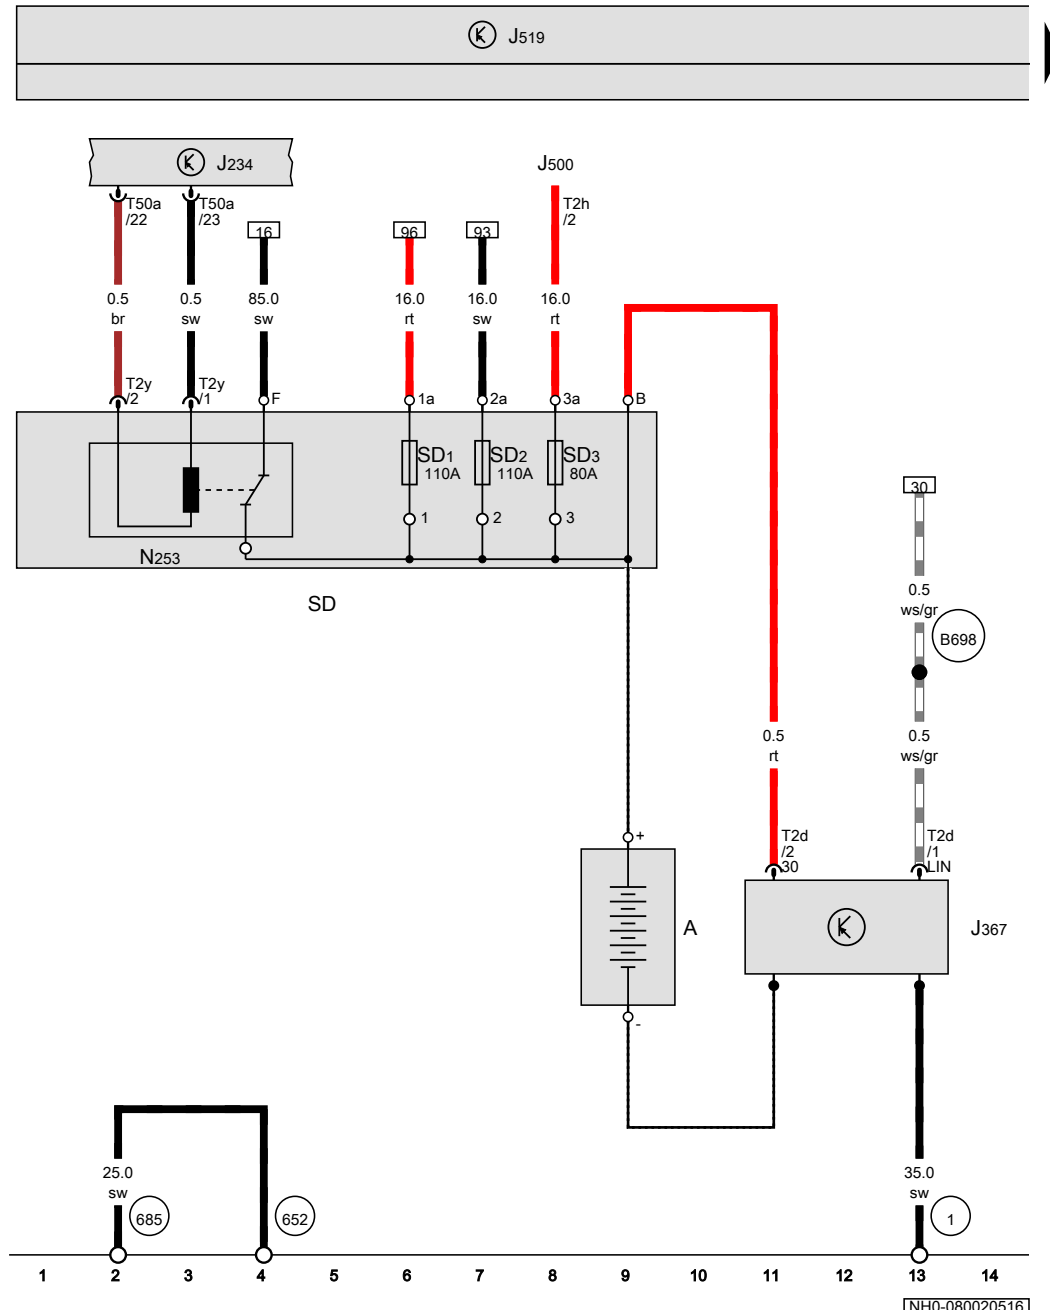 J519
J234
J500
T50a
/22
T50a
/23
T2h
/2
16
96
93
0.5
br
0.5
sw
85.0
sw
16.0
rt
16.0
sw
16.0
rt
T2y
/2
T2y
/1
F
1a
2a
3a
B
SD1
110A
SD2
110A
SD3
80A
30
1
2
3
N253
SD
0.5
ws/gr
B698
0.5
rt
0.5
ws/gr
T2d
/2
30
T2d
/1
LIN
+
A
J367
-
25.0
sw
685
652
35.0
sw
1
1 2 3 4 5 6 7 8 9 10 11 12 13 14
NH0-080020516